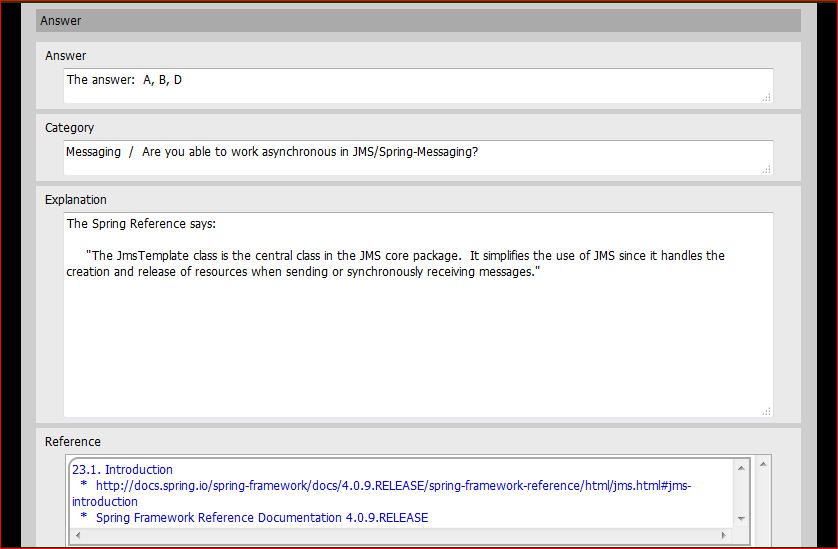 Answer
Answer
The answer:  A, B, D
Category
Messaging  /  Are you able to work asynchronous in JMS/Spring-Messaging?
Explanation
The Spring Reference says:
"The JmsTemplate class is the central class in the JMS core package.  It simplifies the use of JMS since it handles the
creation and release of resources when sending or synchronously receiving messages."
Reference
23.1. Introduction
*  http://docs.spring.io/spring-framework/docs/4.0.9.RELEASE/spring-framework-reference/html/jms.html#jms-
introduction
*  Spring Framework Reference Documentation 4.0.9.RELEASE